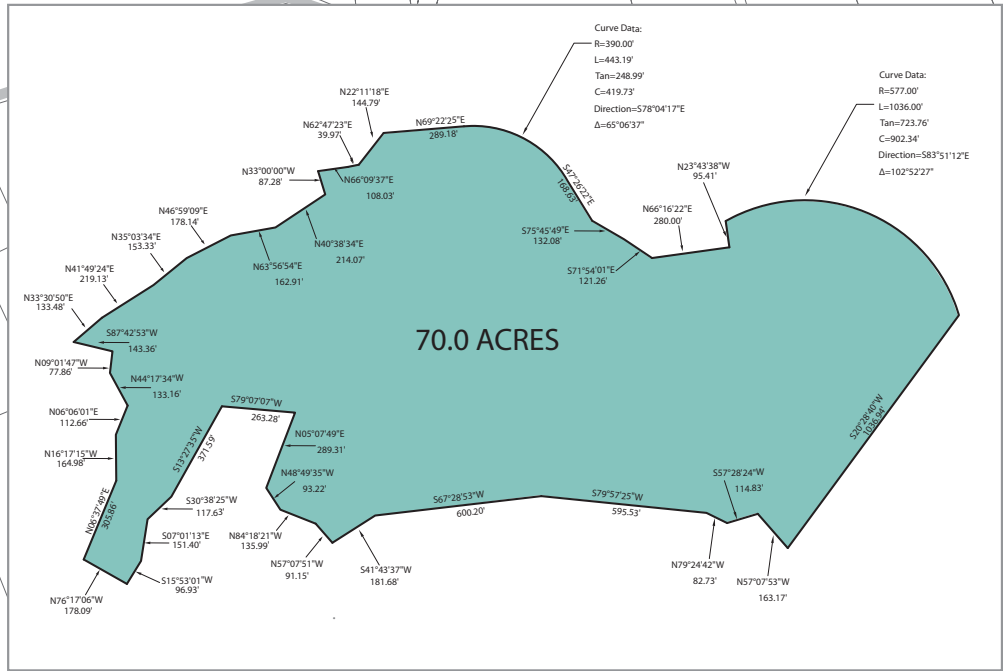 Curve Data:
R=390.00'
L=443.19'
Tan=248.99'
C=419.73'
Direction=S78°04'17"E
Δ=65°06'37"
Curve Data:
R=577.00'
L=1036.00'
Tan=723.76'
C=902.34'
Direction=S83°51'12"E
Δ=102°52'27"
N22°11'18"E
144.79'
N69°22'25"E
289.18'
N62°47'23"E
39.97'
N33°00'00"W
87.28'
N66°09'37"E
108.03'
S47°26'22"E
168.63'
N23°43'38"W
95.41'
N46°59'09"E
178.14'
N66°16'22"E
280.00'
N35°03'34"E
153.33'
N40°38'34"E
214.07'
S75°45'49"E
132.08'
N41°49'24"E
219.13'
N63°56'54"E
162.91'
S71°54'01"E
121.26'
N33°30'50"E
133.48'
S87°42'53"W
143.36'
70.0 ACRES
N09°01'47"W
77.86'
N44°17'34"W
133.16'
S79°07'07"W
263.28'
N06°06'01"E
112.66'
S20°28'40"W
1036.94'
N05°07'49"E
289.31'
S13°27'35"W
371.59'
N16°17'15"W
164.98'
N48°49'35"W
93.22'
S57°28'24"W
114.83'
S30°38'25"W
117.63'
S67°28'53"W
600.20'
S79°57'25"W
595.53'
N06°37'49"E
305.86'
S07°01'13"E
151.40'
N84°18'21"W
135.99'
N57°07'51"W
91.15'
S41°43'37"W
181.68'
N79°24'42"W
82.73'
N57°07'53"W
163.17'
S15°53'01"W
96.93'
N76°17'06"W
178.09'